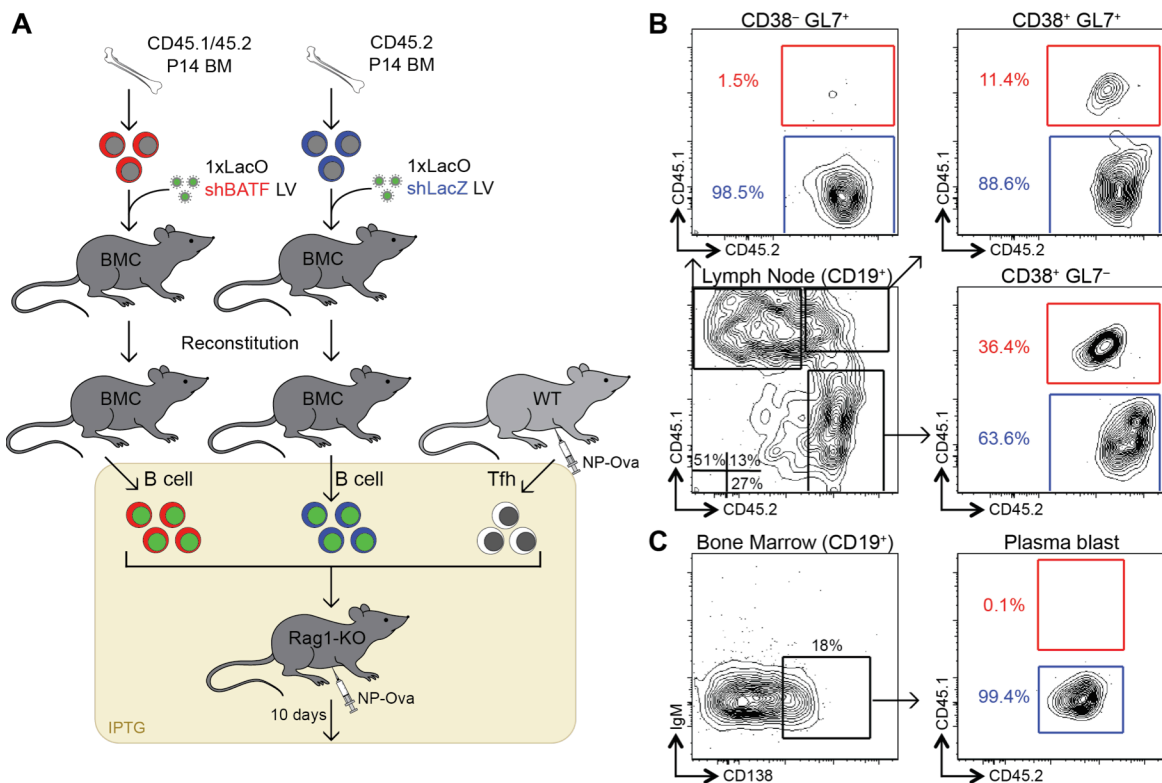 A
CD45.1/45.2
P14 BM
CD45.2
P14 BM
1xLacO
shBATF LV
1xLacO
shLacZ LV
BMC
BMC
Reconstitution
BMC
BMC
WT
NP-Ova
B cell
B cell
Tfh
Rag1-KO
NP-Ova
10 days
IPTG
B
CD38⁻ GL7⁺
CD38⁺ GL7⁺
1.5%
98.5%
CD45.1
CD45.2
11.4%
88.6%
CD45.1
CD45.2
Lymph Node (CD19⁺)
CD38⁺ GL7⁻
51% 13%
27%
CD45.1
CD45.2
36.4%
63.6%
CD45.1
CD45.2
C
Bone Marrow (CD19⁺)
Plasma blast
18%
IgM
CD138
0.1%
99.4%
CD45.1
CD45.2